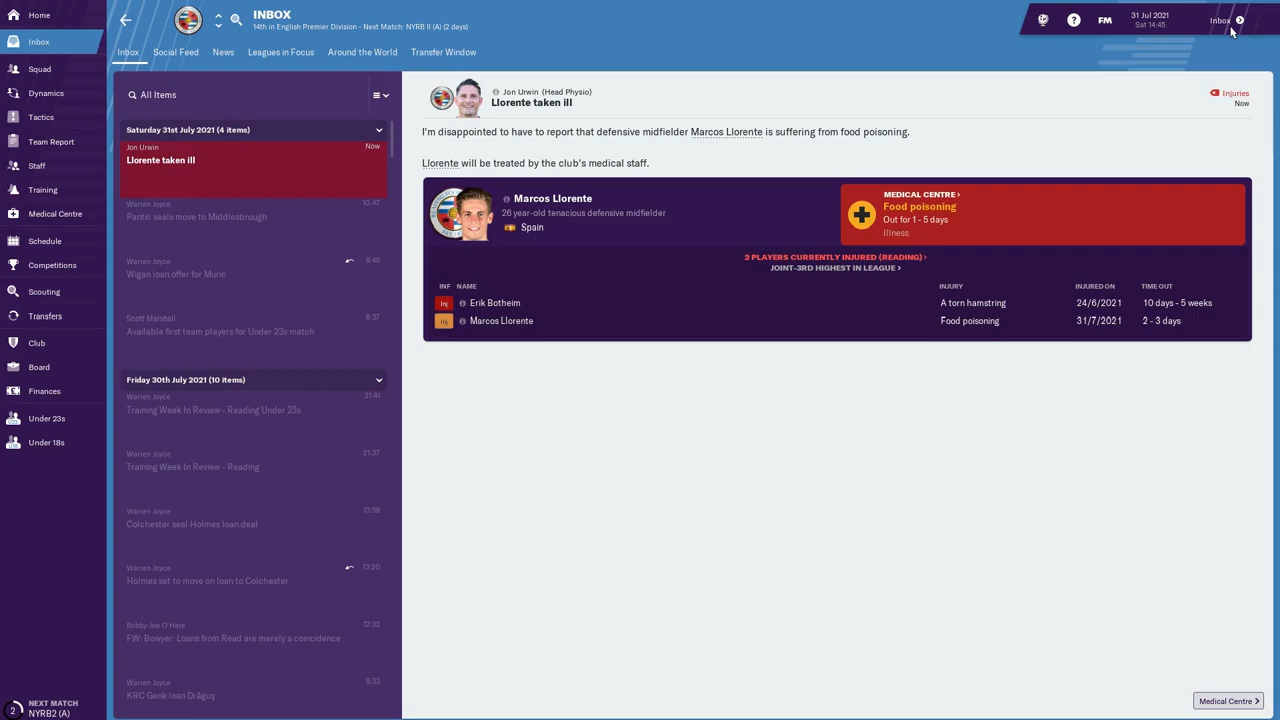 Home
Inbox
Squad
Dynamics
Tactics
Team Report
Staff
Training
Medical Centre
Schedule
Competitions
Scouting
Transfers
Club
Board
Finances
Under 23s
Under 18s
2
NEXT MATCH
NYRB2 (A)
INBOX
14th in English Premier Division - Next Match: NYRB II (A) (2 days)
FM
31 Jul 2021
Sat 14:45
Inbox
Inbox Social Feed News Leagues in Focus Around the World Transfer Window
All Items
Saturday 31st July 2021 (4 items)
Jon Urwin Now
Llorente taken ill
Warren Joyce 10:47
Pantic seals move to Middlesbrough
Warren Joyce 8:48
Wigan loan offer for Muric
Scott Marshall 8:37
Available first team players for Under 23s match
Friday 30th July 2021 (10 items)
Warren Joyce 21:41
Training Week In Review - Reading Under 23s
Warren Joyce 21:37
Training Week In Review - Reading
Warren Joyce 13:58
Colchester seal Holmes loan deal
Warren Joyce 13:20
Holmes set to move on loan to Colchester
Bobby-Joe O'Hare 12:32
FW: Bowyer: Loans from Read are merely a coincidence
Warren Joyce 9:33
KRC Genk loan Drăguş
Jon Urwin (Head Physio)
Llorente taken ill
Injuries
Now
I'm disappointed to have to report that defensive midfielder Marcos Llorente is suffering from food poisoning.
Llorente will be treated by the club's medical staff.
Marcos Llorente
26 year-old tenacious defensive midfielder
Spain
MEDICAL CENTRE >
Food poisoning
Out for 1 - 5 days
Illness
2 PLAYERS CURRENTLY INJURED (READING) >
JOINT-3RD HIGHEST IN LEAGUE >
INF NAME INJURY INJURED ON TIME OUT
Inj Erik Botheim A torn hamstring 24/6/2021 10 days - 5 weeks
Inj Marcos Llorente Food poisoning 31/7/2021 2 - 3 days
Medical Centre >